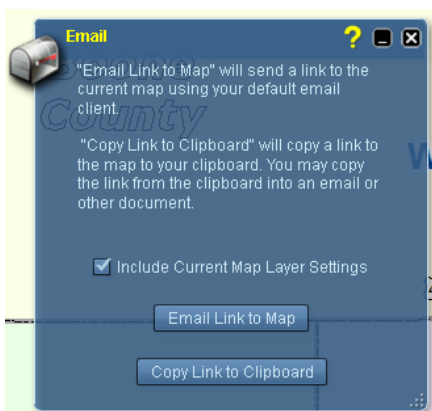 Email
?
"Email Link to Map" will send a link to the
current map using your default email
client.
Boone
County
"Copy Link to Clipboard" will copy a link to
the map to your clipboard. You may copy
the link from the clipboard into an email or
other document.
W
Include Current Map Layer Settings
Email Link to Map
Copy Link to Clipboard